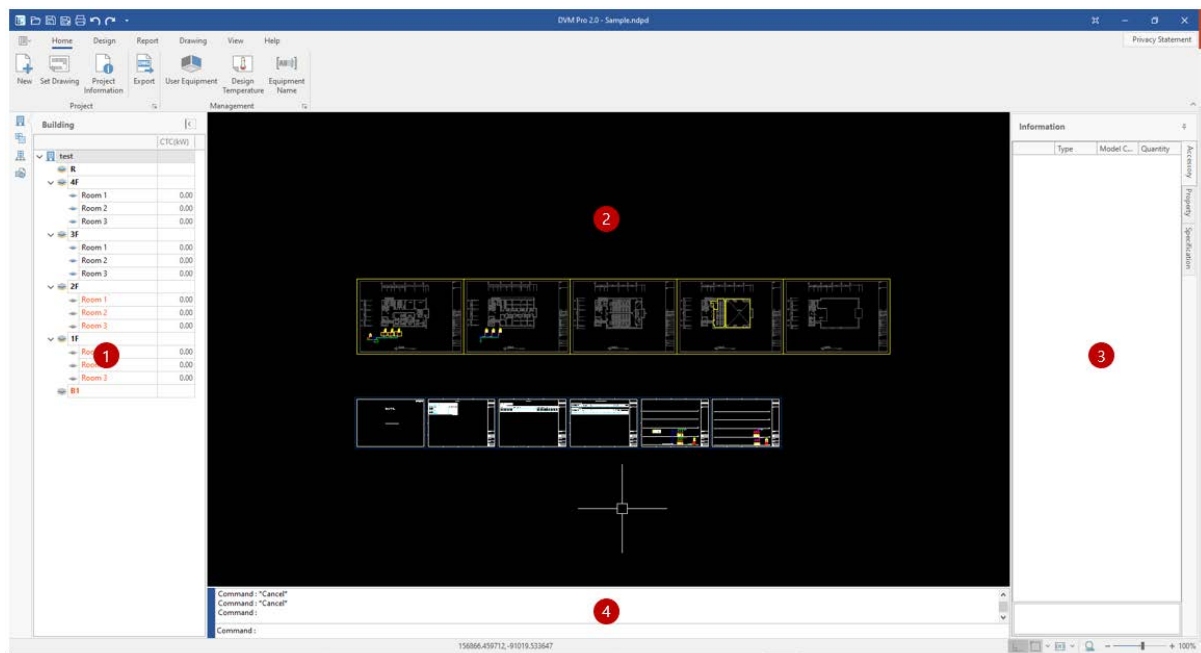 DVM Pro 2.0 - Sample.ndpd
Home Design Report Drawing View Help
Privacy Statement
New Set Drawing Project Information Export User Equipment Design Temperature Equipment Name
Project Management
Building
CTC(kW)
test
R
4F
Room 1 0.00
Room 2 0.00
Room 3 0.00
3F
Room 1 0.00
Room 2 0.00
Room 3 0.00
2F
Room 1 0.00
Room 2 0.00
Room 3 0.00
1F
0.00
0.00
Room 3 0.00
B1
1
2
Information
Type Model C... Quantity
Accessory
Property
Specification
3
Command : "Cancel"
Command : "Cancel"
Command :
4
Command :
156866.459712, -91019.533647
100%